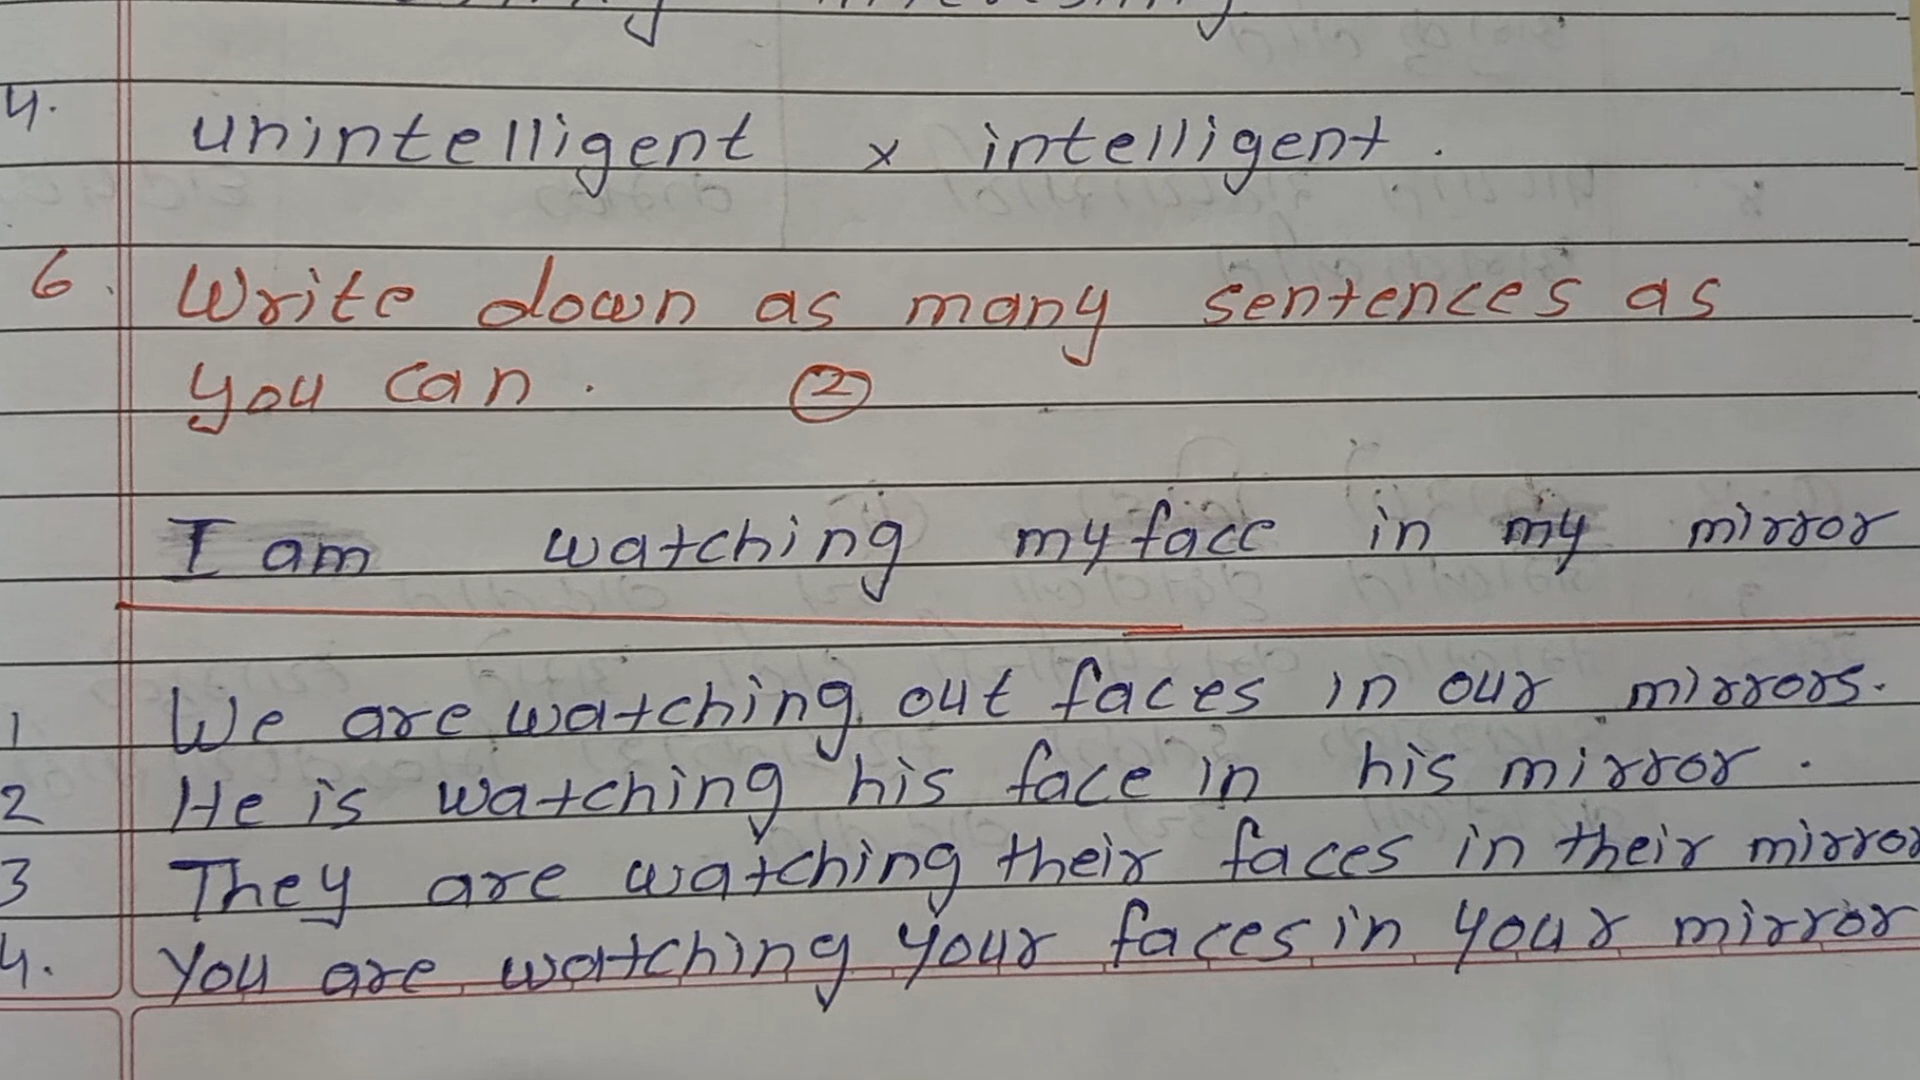 4. unintelligent x intelligent.
6. Write down as many sentences as
you can. 2
I am watching my face in my mirror
1 We are watching out faces in our mirrors.
2 He is watching his face in his mirror.
3 They are watching their faces in their mirror
4. You are watching your faces in your mirror